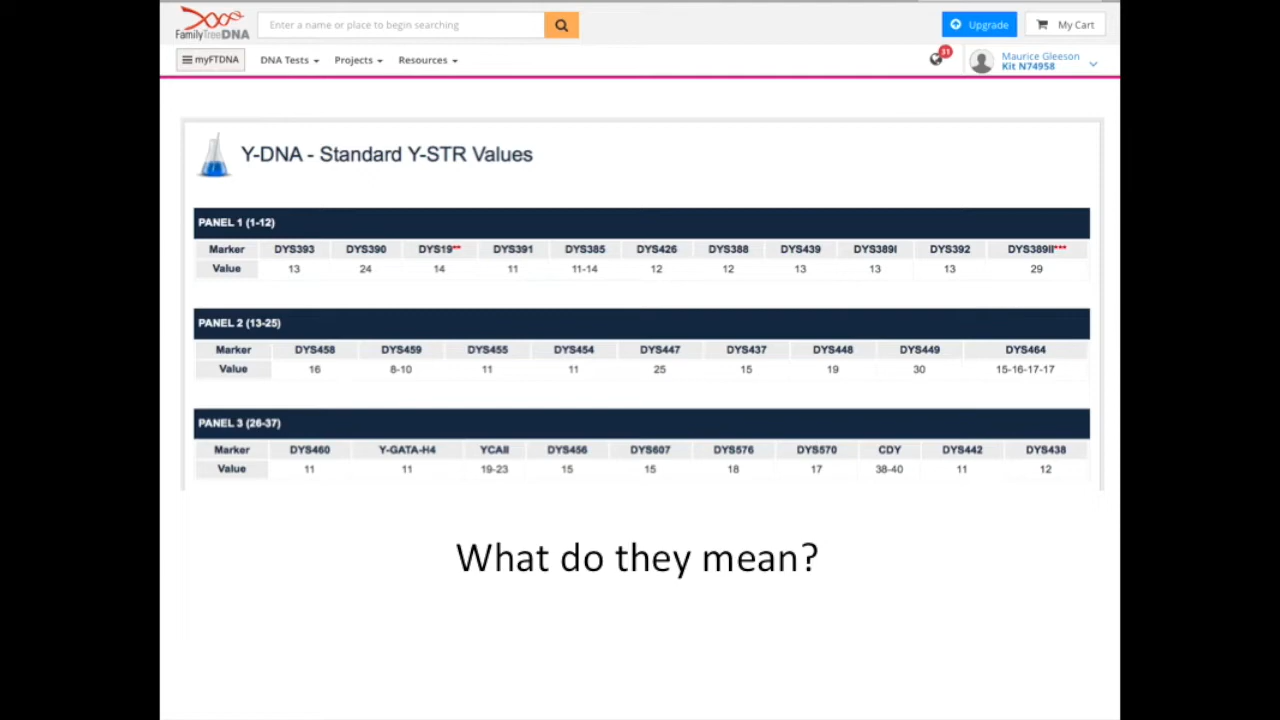 FamilyTreeDNA
Enter a name or place to begin searching
Upgrade
My Cart
myFTDNA
DNA Tests
Projects
Resources
31
Maurice Gleeson
Kit N74958
Y-DNA - Standard Y-STR Values
PANEL 1 (1-12)
Marker DYS393 DYS390 DYS19** DYS391 DYS385 DYS426 DYS388 DYS439 DYS389I DYS392 DYS389II***
Value 13 24 14 11 11-14 12 12 13 13 13 29
PANEL 2 (13-25)
Marker DYS458 DYS459 DYS455 DYS454 DYS447 DYS437 DYS448 DYS449 DYS464
Value 16 8-10 11 11 25 15 19 30 15-16-17-17
PANEL 3 (26-37)
Marker DYS460 Y-GATA-H4 YCAII DYS456 DYS607 DYS576 DYS570 CDY DYS442 DYS438
Value 11 11 19-23 15 15 18 17 38-40 11 12
What do they mean?